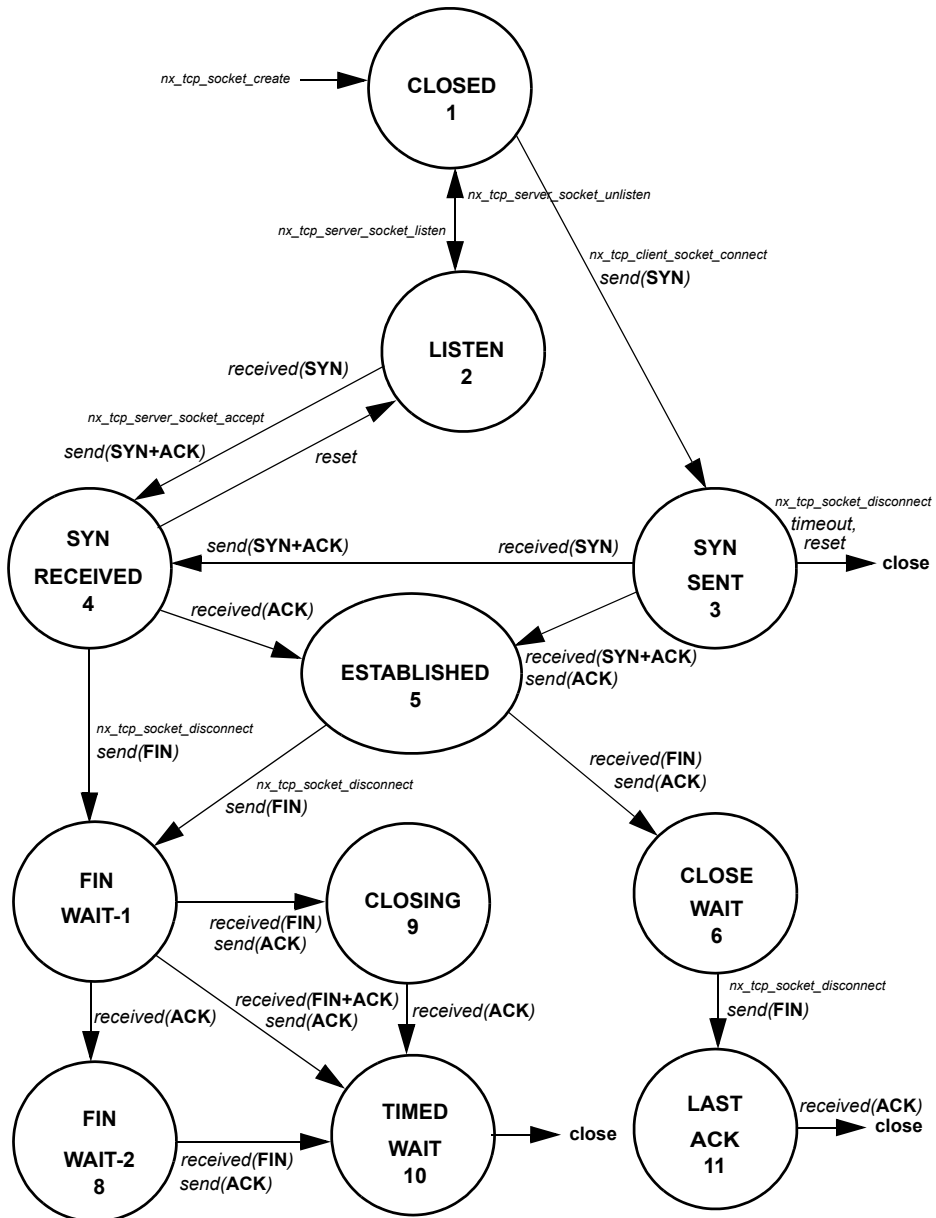 nx_tcp_socket_create
CLOSED
1
nx_tcp_server_socket_unlisten
nx_tcp_server_socket_listen
nx_tcp_client_socket_connect
send(SYN)
LISTEN
2
received(SYN)
nx_tcp_server_socket_accept
send(SYN+ACK)
reset
SYN
RECEIVED
4
send(SYN+ACK)
received(SYN)
SYN
SENT
3
nx_tcp_socket_disconnect
timeout,
reset
close
received(ACK)
ESTABLISHED
5
received(SYN+ACK)
send(ACK)
nx_tcp_socket_disconnect
send(FIN)
nx_tcp_socket_disconnect
send(FIN)
received(FIN)
send(ACK)
FIN
WAIT-1
received(FIN)
send(ACK)
CLOSING
9
CLOSE
WAIT
6
received(ACK)
received(FIN+ACK)
send(ACK)
received(ACK)
nx_tcp_socket_disconnect
send(FIN)
FIN
WAIT-2
8
received(FIN)
send(ACK)
TIMED
WAIT
10
close
LAST
ACK
11
received(ACK)
close